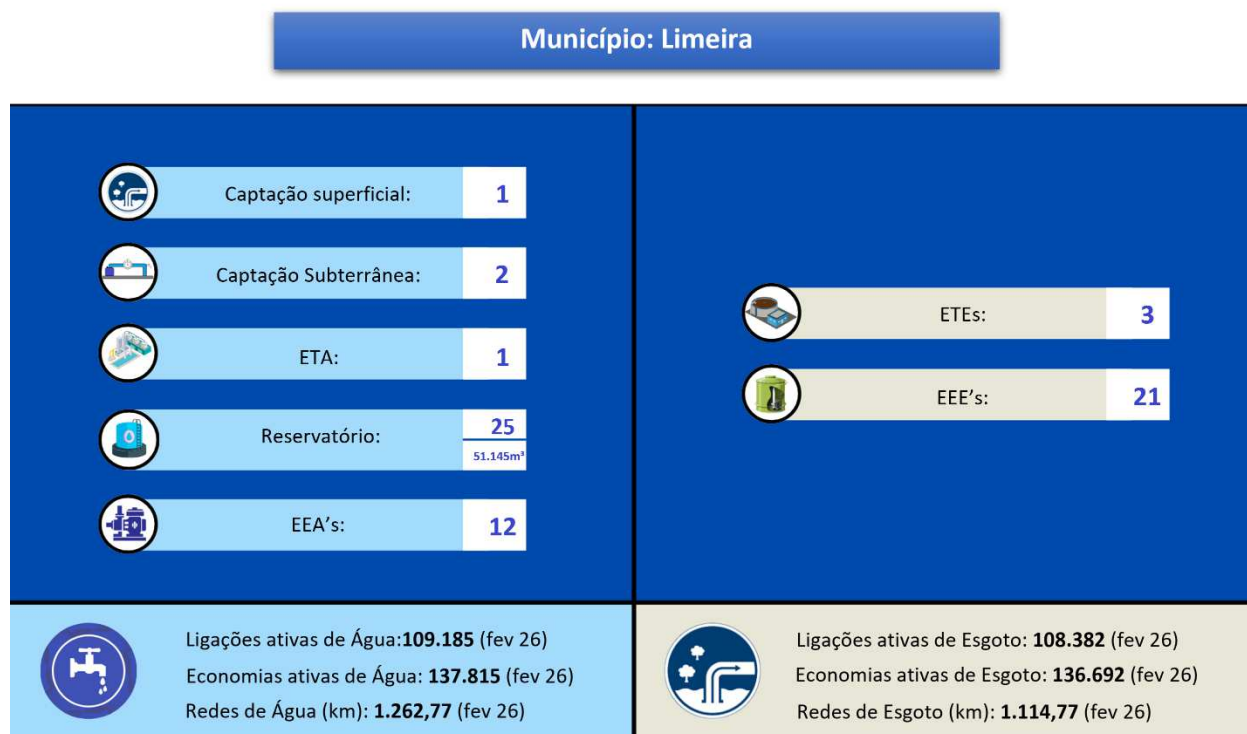 Município: Limeira
Captação superficial: 1
Captação Subterrânea: 2
ETA: 1
Reservatório: 25
51.145m³
EEA's: 12
ETEs: 3
EEE's: 21
Ligações ativas de Água:109.185 (fev 26)
Economias ativas de Água: 137.815 (fev 26)
Redes de Água (km): 1.262,77 (fev 26)
Ligações ativas de Esgoto: 108.382 (fev 26)
Economias ativas de Esgoto: 136.692 (fev 26)
Redes de Esgoto (km): 1.114,77 (fev 26)